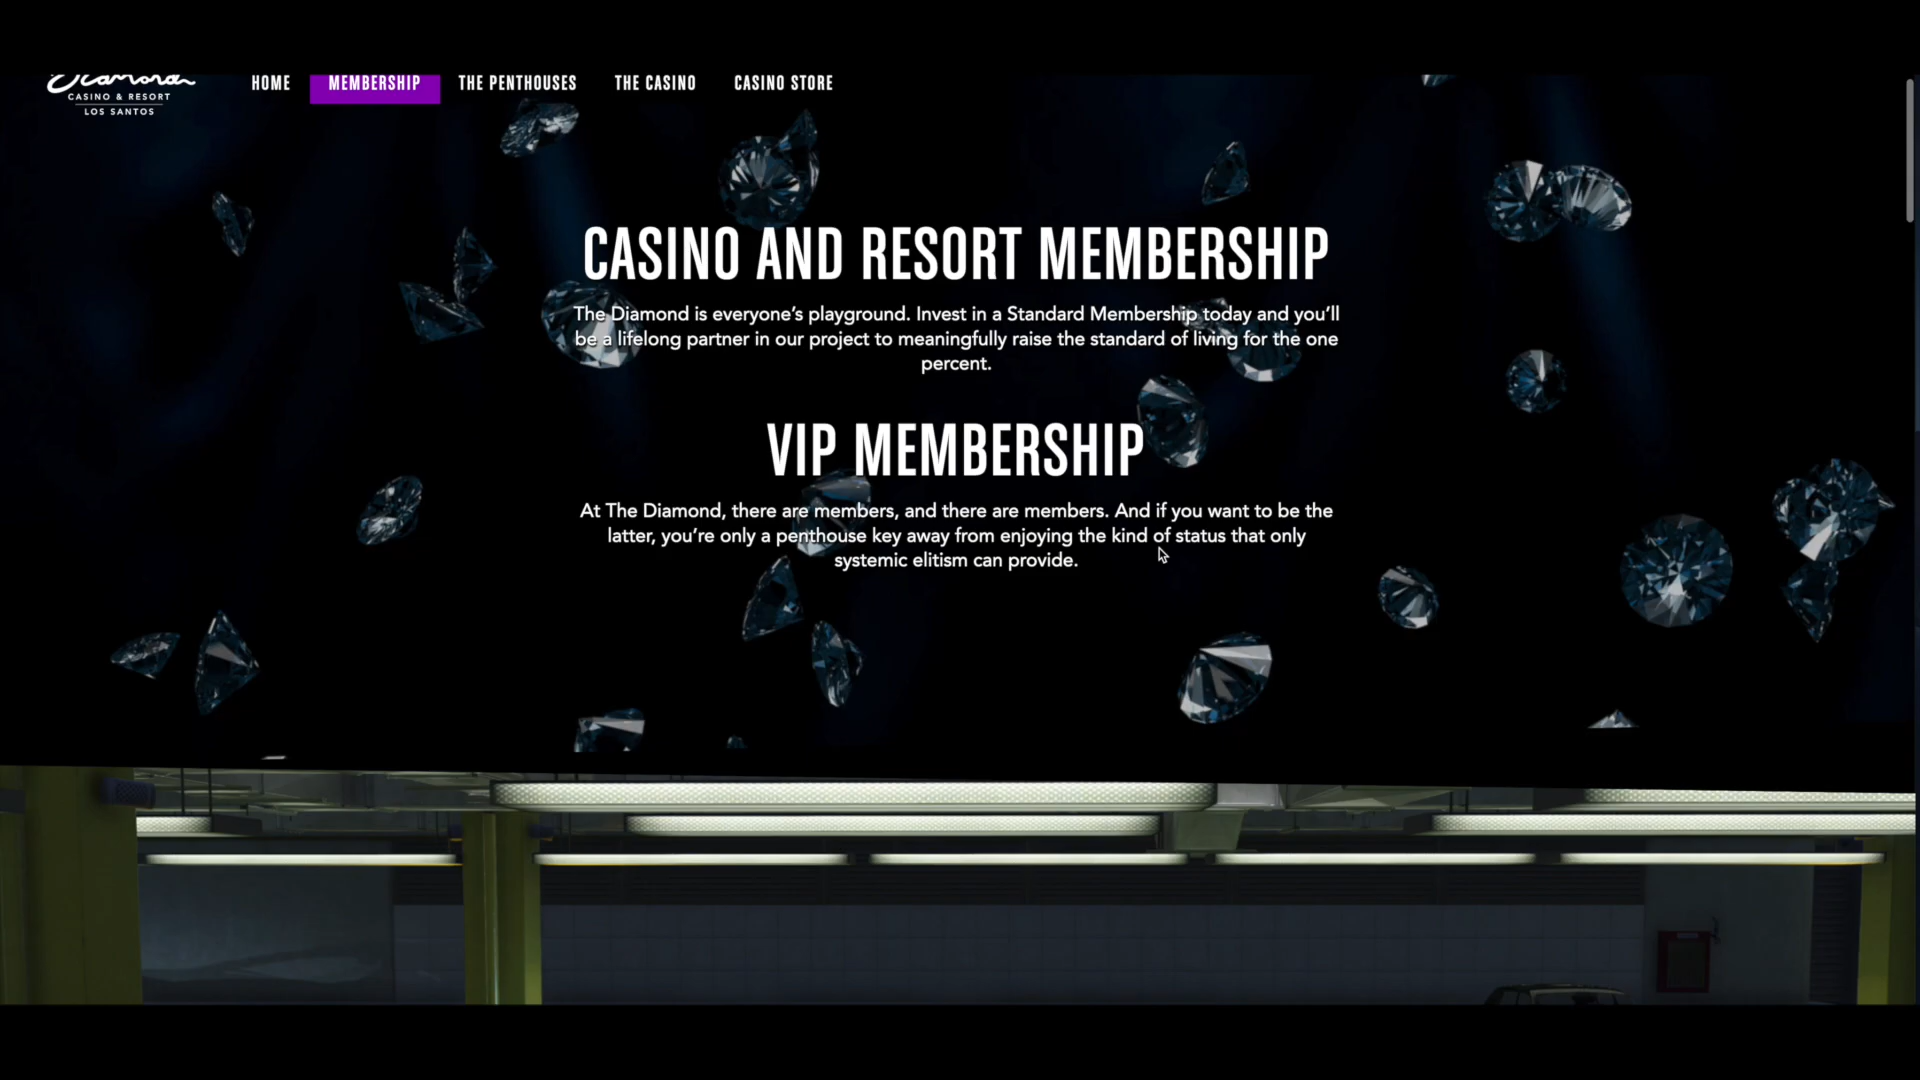 Diamond
CASINO & RESORT
LOS SANTOS
HOME
MEMBERSHIP
THE PENTHOUSES
THE CASINO
CASINO STORE
CASINO AND RESORT MEMBERSHIP
The Diamond is everyone’s playground. Invest in a Standard Membership today and you’ll
be a lifelong partner in our project to meaningfully raise the standard of living for the one
percent.
VIP MEMBERSHIP
At The Diamond, there are members, and there are members. And if you want to be the
latter, you’re only a penthouse key away from enjoying the kind of status that only
systemic elitism can provide.